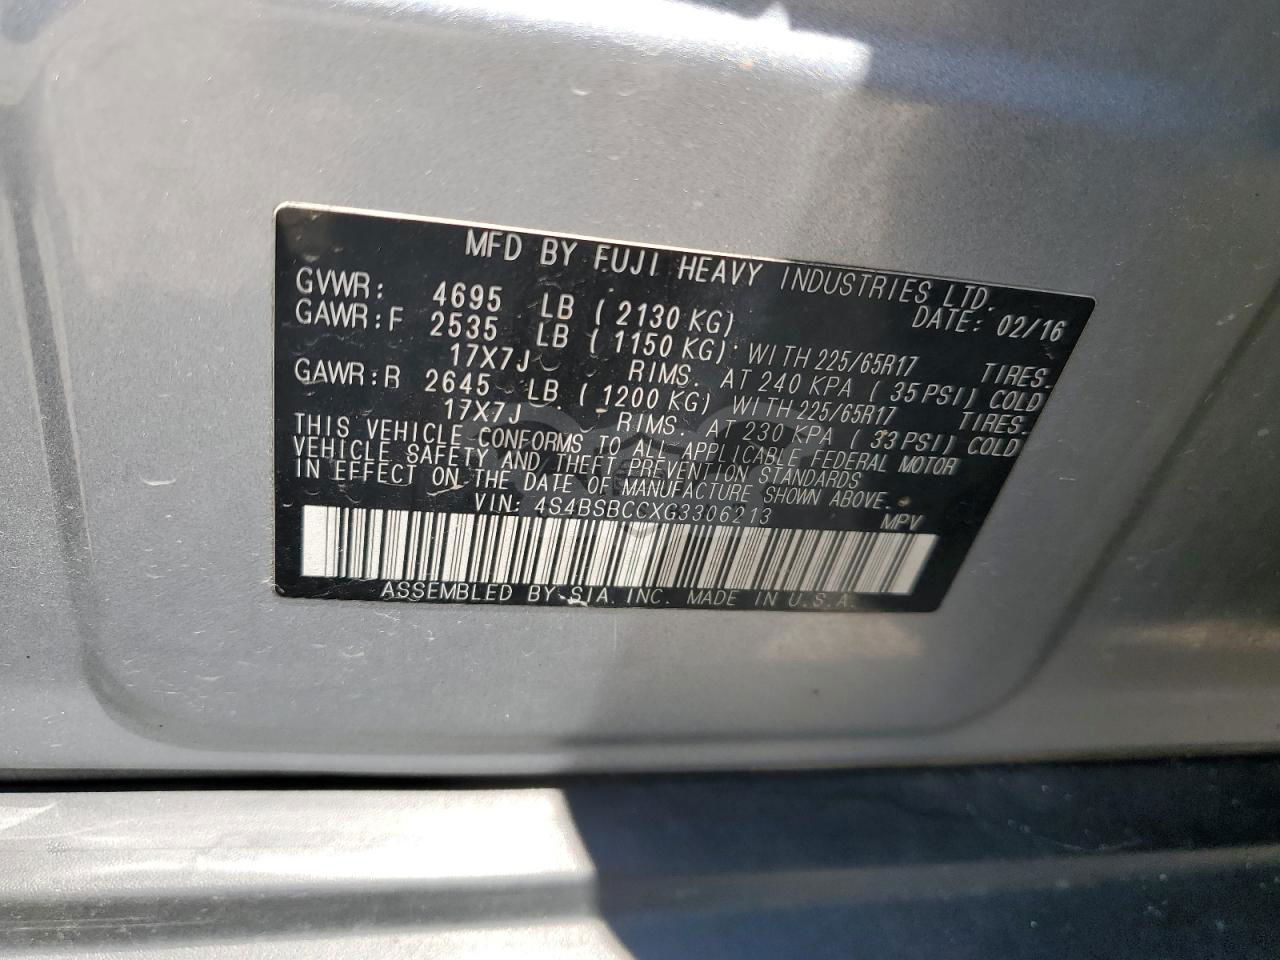 MFD BY FUJI HEAVY INDUSTRIES LTD.
GVWR: 4695 LB ( 2130 KG) DATE: 02/16
GAWR:F 2535 LB ( 1150 KG) WITH 225/65R17 TIRES.
17X7J RIMS. AT 240 KPA ( 35 PSI) COLD
GAWR:R 2645 LB ( 1200 KG) WITH 225/65R17 TIRES.
17X7J RIMS. AT 230 KPA ( 33 PSI) COLD
THIS VEHICLE CONFORMS TO ALL APPLICABLE FEDERAL MOTOR
VEHICLE SAFETY AND THEFT PREVENTION STANDARDS
IN EFFECT ON THE DATE OF MANUFACTURE SHOWN ABOVE.
VIN: 4S4BSBCCXG3306213 MPV
ASSEMBLED BY SIA. INC. MADE IN U.S.A.